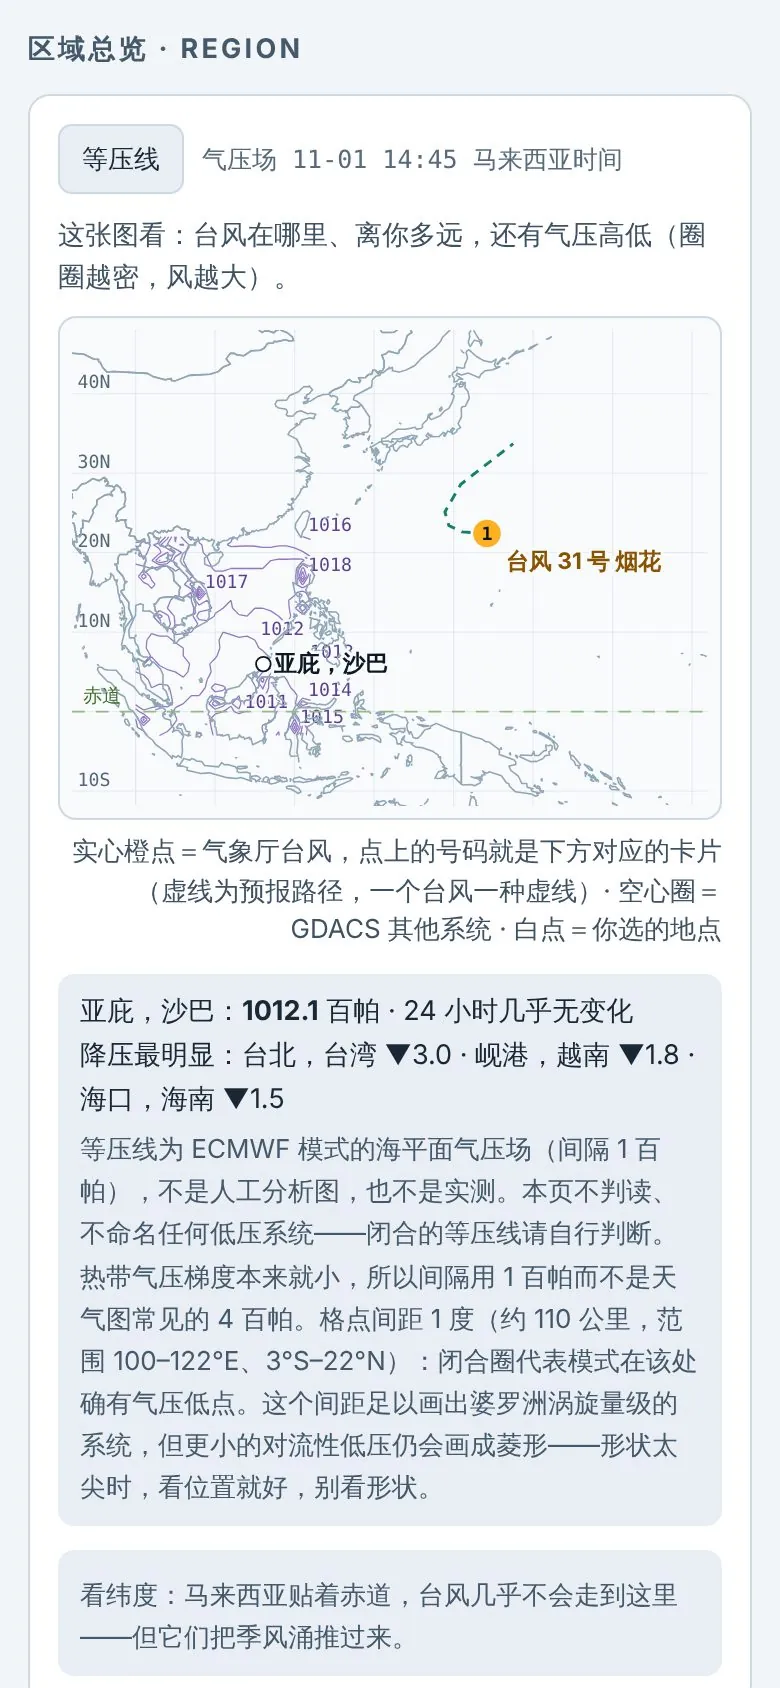 区域总览 · REGION
等压线
气压场 11-01 14:45 马来西亚时间
这张图看：台风在哪里、离你多远，还有气压高低（圈
圈越密，风越大）。
40N
30N
1016
20N
1
台风 31 号 烟花
1018
1017
10N
1012
1013
亚庇，沙巴
赤道
1014
1011
1015
10S
实心橙点＝气象厅台风，点上的号码就是下方对应的卡片
（虚线为预报路径，一个台风一种虚线）· 空心圈＝
GDACS 其他系统 · 白点＝你选的地点
亚庇，沙巴：1012.1 百帕 · 24 小时几乎无变化
降压最明显：台北，台湾 ▼3.0 · 岘港，越南 ▼1.8 ·
海口，海南 ▼1.5
等压线为 ECMWF 模式的海平面气压场（间隔 1 百
帕），不是人工分析图，也不是实测。本页不判读、
不命名任何低压系统——闭合的等压线请自行判断。
热带气压梯度本来就小，所以间隔用 1 百帕而不是天
气图常见的 4 百帕。格点间距 1 度（约 110 公里，范
围 100–122°E、3°S–22°N）：闭合圈代表模式在该处
确有气压低点。这个间距足以画出婆罗洲涡旋量级的
系统，但更小的对流性低压仍会画成菱形——形状太
尖时，看位置就好，别看形状。
看纬度：马来西亚贴着赤道，台风几乎不会走到这里
——但它们把季风涌推过来。